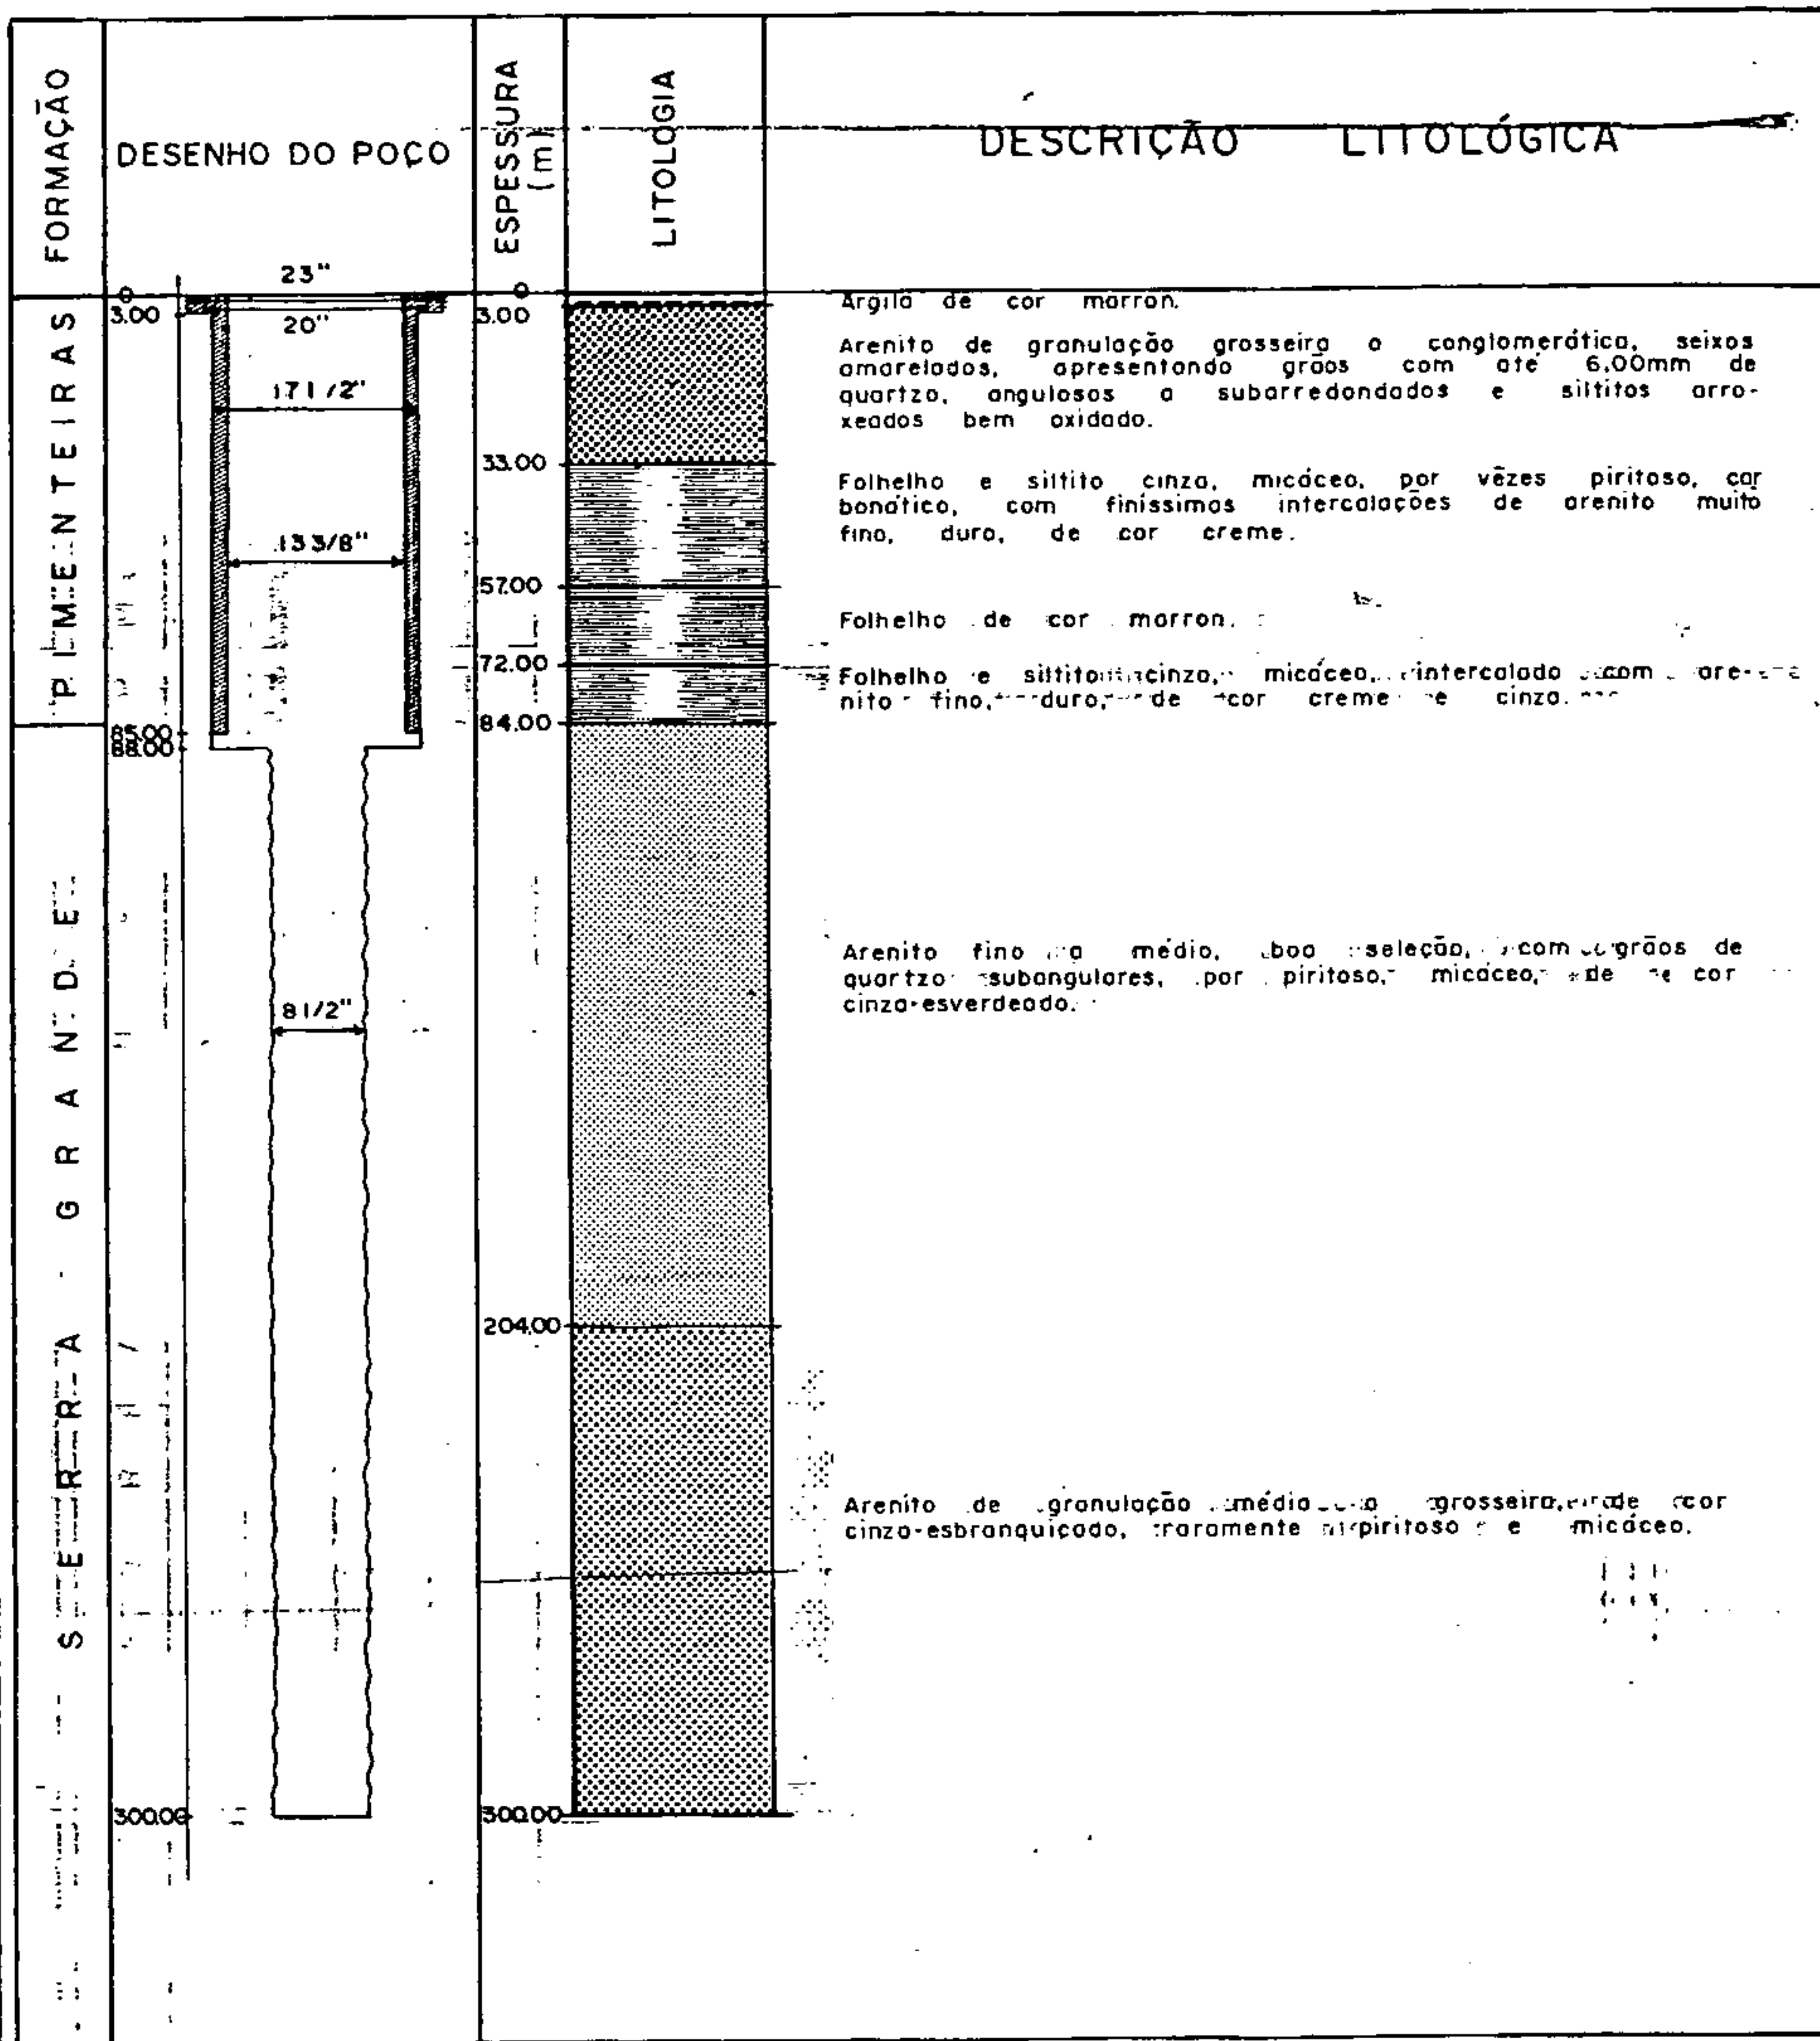 FORMAÇÃO
DESENHO DO POÇO
ESPESSURA
(m)
LITOLOGIA
DESCRIÇÃO LITOLÓGICA
PIMENTEIRAS
SERRA GRANDE
0
3.00
23"
20"
17 1/2"
13 3/8"
85.00
88.00
8 1/2"
300.00
0
3.00
33.00
57.00
72.00
84.00
204.00
300.00
Argila de cor marron.
Arenito de granulação grosseira a conglomerática, seixos
amarelados, apresentando grãos com até 6.00mm de
quartzo, angulosos a subarredondados e siltitos arro-
xeados bem oxidado.
Folhelho e siltito cinza, micáceo, por vêzes piritoso, car
bonático, com finíssimas intercalações de arenito muito
fino, duro, de cor creme.
Folhelho de cor marron.
Folhelho e siltito cinza, micáceo, intercalado com are-
nito fino, duro, de cor creme e cinza.
Arenito fino a médio, boa seleção, com grãos de
quartzo subangulares, por piritoso, micáceo, de cor
cinza-esverdeado.
Arenito de granulação média a grosseira, de cor
cinza-esbranquiçado, raramente piritoso e micáceo.